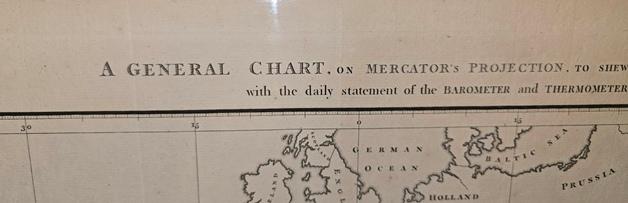 A GENERAL CHART, ON MERCATOR'S PROJECTION, TO SHEW
with the daily statement of the BAROMETER and THERMOMETER
30 15 0 15
GERMAN
OCEAN
BALTIC SEA
HOLLAND
PRUSSIA